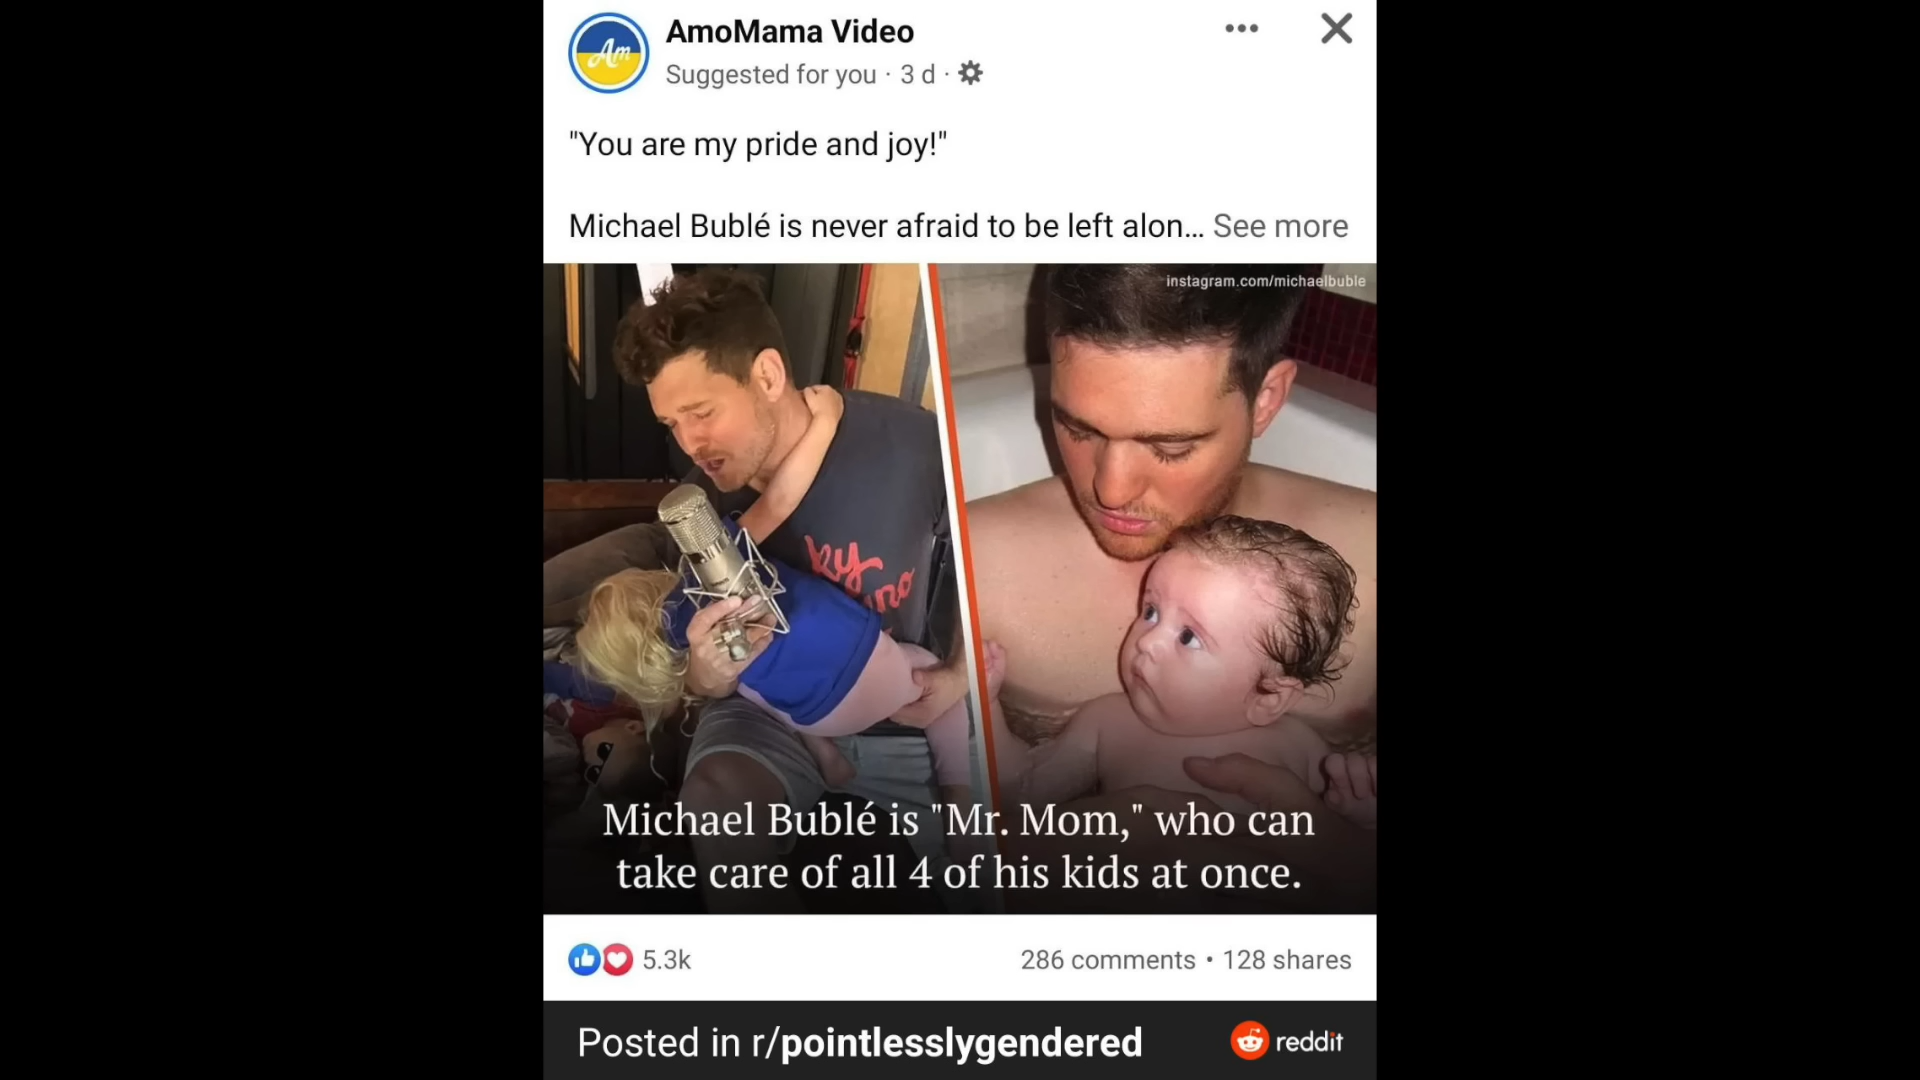 Am
AmoMama Video
Suggested for you · 3 d ·
"You are my pride and joy!"
Michael Bublé is never afraid to be left alon... See more
instagram.com/michaelbuble
Michael Bublé is "Mr. Mom," who can
take care of all 4 of his kids at once.
5.3k
286 comments • 128 shares
Posted in r/pointlesslygendered
reddit